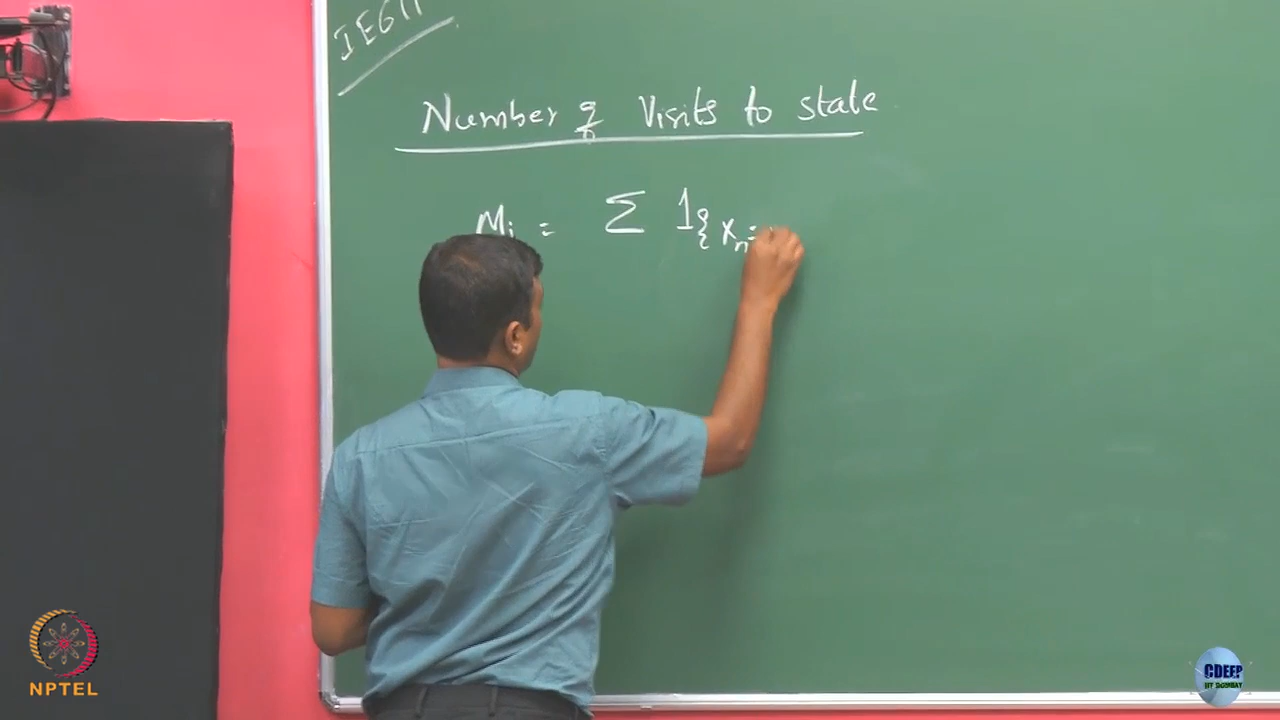 IE611
Number of Visits to state
Mi = Σ 1{Xn=
NPTEL
CDEEP
IIT BOMBAY